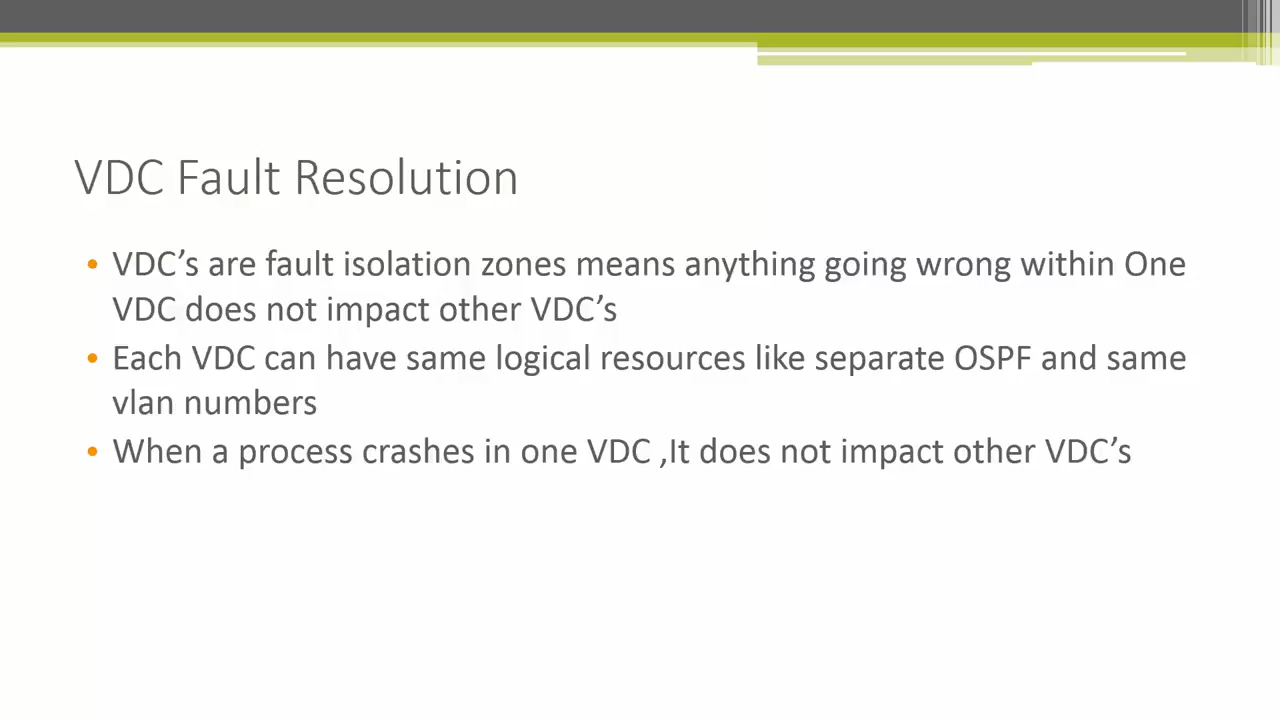 VDC Fault Resolution
• VDC’s are fault isolation zones means anything going wrong within One
VDC does not impact other VDC’s
• Each VDC can have same logical resources like separate OSPF and same
vlan numbers
• When a process crashes in one VDC ,It does not impact other VDC’s